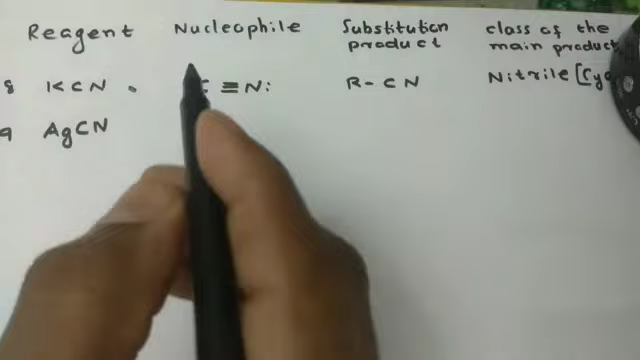 Reagent Nucleophile Substitution product class of the main product
8 KCN ≡N: R-CN Nitrile
9 AgCN